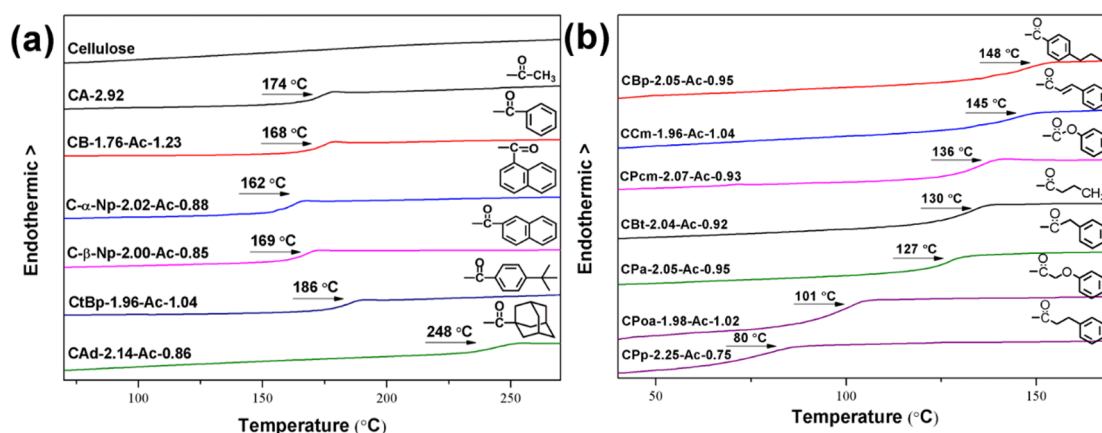 (a)
Endothermic >
Cellulose
CA-2.92
174 °C
CB-1.76-Ac-1.23
168 °C
C-α-Np-2.02-Ac-0.88
162 °C
C-β-Np-2.00-Ac-0.85
169 °C
CtBp-1.96-Ac-1.04
186 °C
CAd-2.14-Ac-0.86
248 °C
O
C CH₃
O
C
C O
O
C
O
C
O
C
100 150 200 250
Temperature (°C)
(b)
Endothermic >
CBp-2.05-Ac-0.95
148 °C
CCm-1.96-Ac-1.04
145 °C
CPcm-2.07-Ac-0.93
136 °C
CBt-2.04-Ac-0.92
130 °C
CPa-2.05-Ac-0.95
127 °C
CPoa-1.98-Ac-1.02
101 °C
CPp-2.25-Ac-0.75
80 °C
O
C
O
C
O
C O
O
C
CH₃
O
C
O
C O
O
C
50 100 150
Temperature (°C)